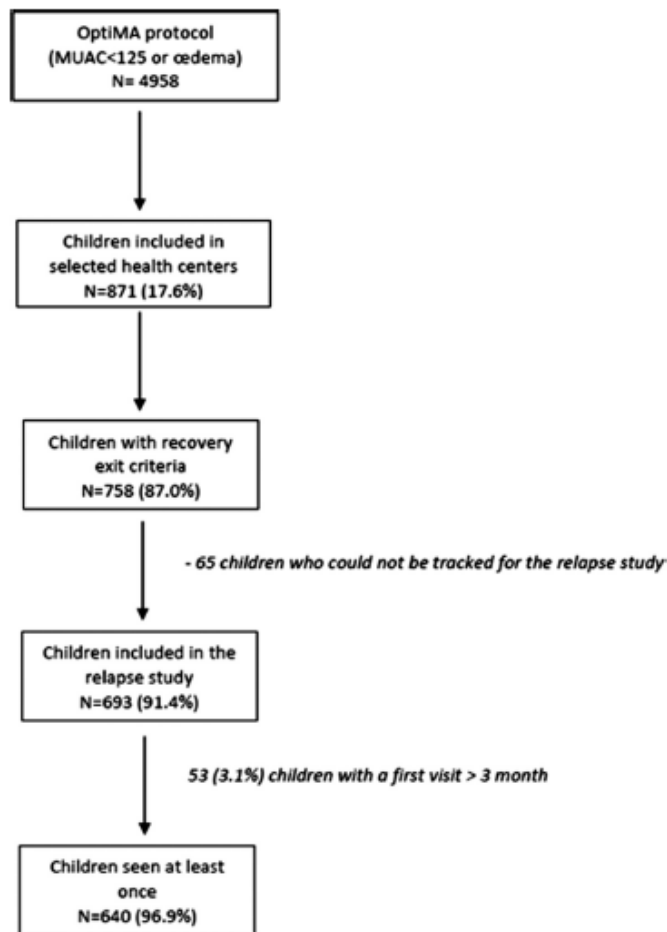 OptiMA protocol
(MUAC<125 or œdema)
N= 4958
Children included in
selected health centers
N=871 (17.6%)
Children with recovery
exit criteria
N=758 (87.0%)
- 65 children who could not be tracked for the relapse study
Children included in the
relapse study
N=693 (91.4%)
53 (3.1%) children with a first visit > 3 month
Children seen at least
once
N=640 (96.9%)